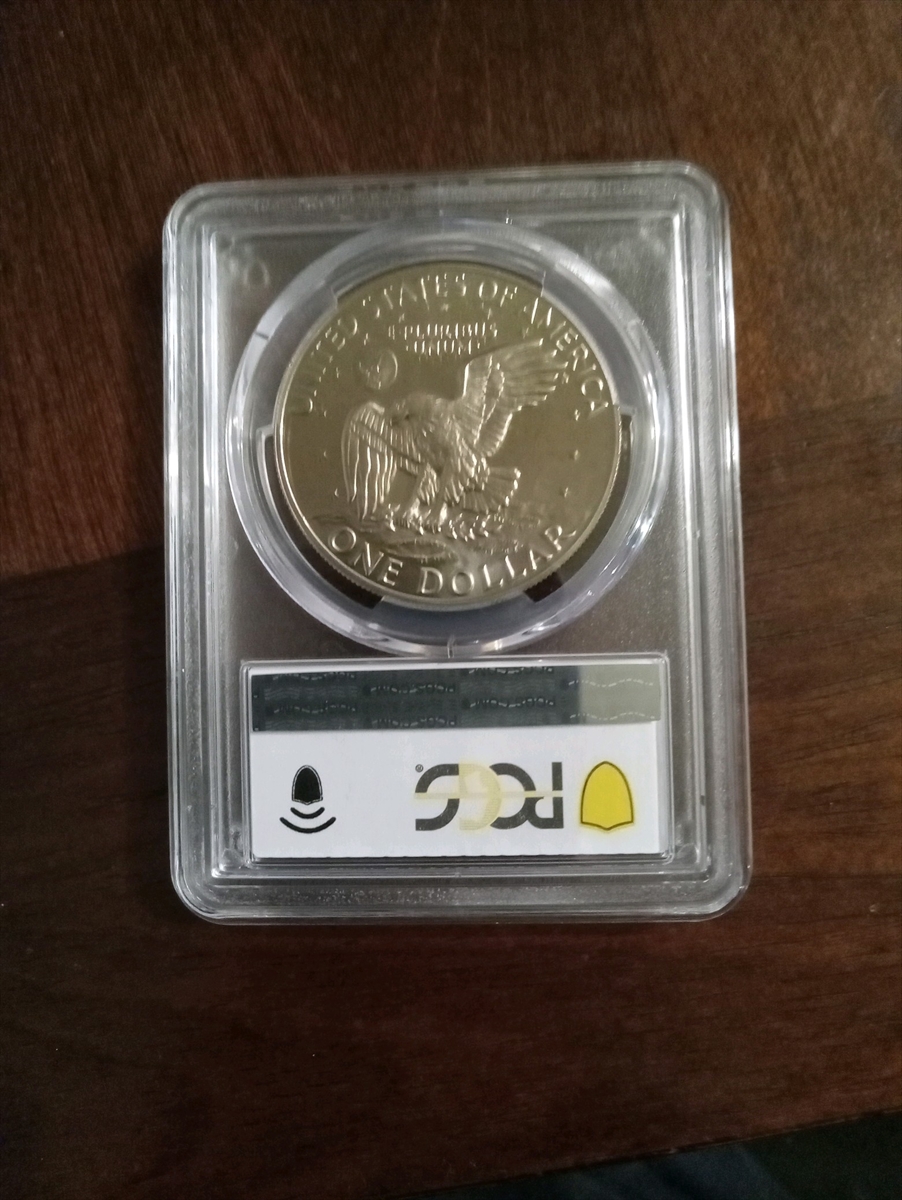 UNITED STATES OF AMERICA
E PLURIBUS
UNUM
ONE DOLLAR
PCGS®